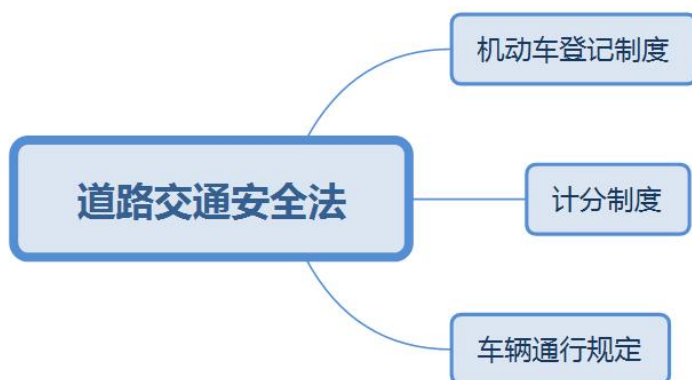 机动车登记制度
道路交通安全法
计分制度
车辆通行规定